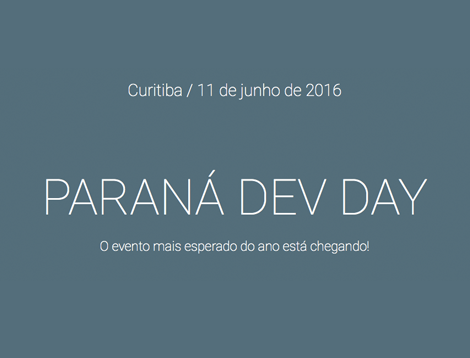 Curitiba / 11 de junho de 2016
PARANÁ DEV DAY
O evento mais esperado do ano está chegando!